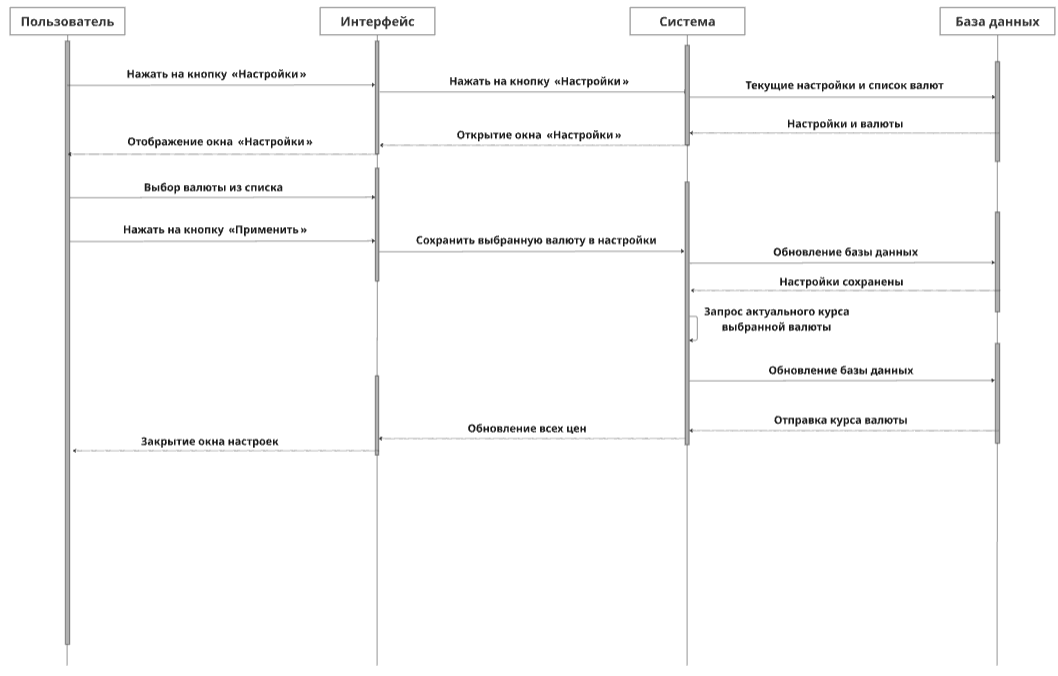 Пользователь
Интерфейс
Система
База данных
Нажать на кнопку «Настройки»
Нажать на кнопку «Настройки»
Текущие настройки и список валют
Настройки и валюты
Открытие окна «Настройки»
Отображение окна «Настройки»
Выбор валюты из списка
Нажать на кнопку «Применить»
Сохранить выбранную валюту в настройки
Обновление базы данных
Настройки сохранены
Запрос актуального курса
выбранной валюты
Обновление базы данных
Отправка курса валюты
Обновление всех цен
Закрытие окна настроек